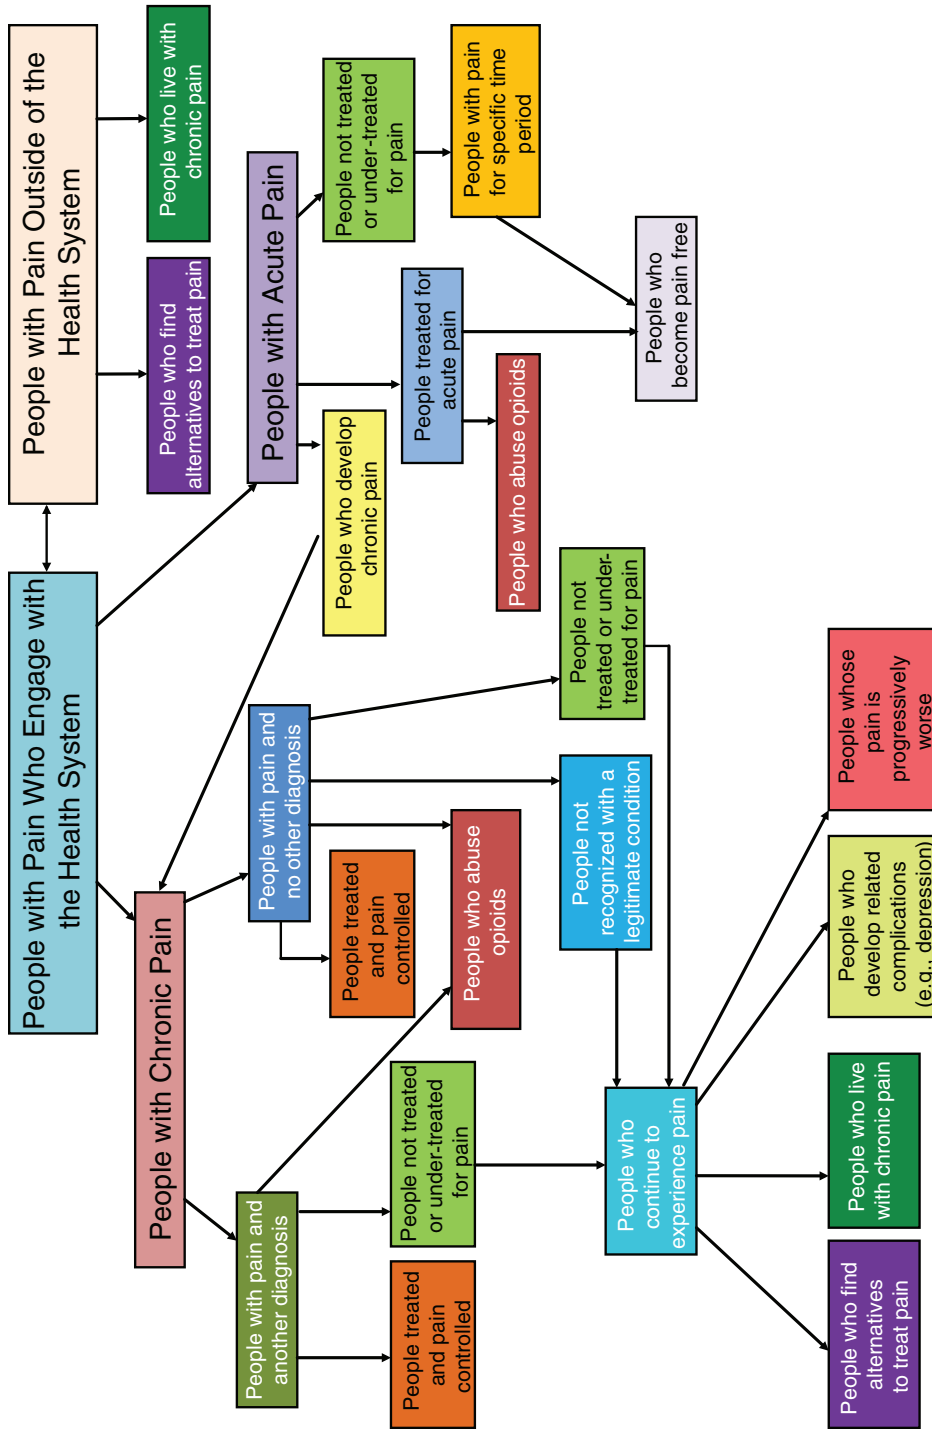 People with Pain Who Engage with
the Health System
People with Pain Outside of the
Health System
People who find
alternatives to treat pain
People who live with
chronic pain
People with Chronic Pain
People with Acute Pain
People with pain and
another diagnosis
People with pain and
no other diagnosis
People who develop
chronic pain
People treated for
acute pain
People not treated
or under-treated
for pain
People treated
and pain
controlled
People not treated
or under-treated
for pain
People treated
and pain
controlled
People who abuse
opioids
People who abuse opioids
People with pain
for specific time
period
People not
recognized with a
legitimate condition
People not
treated or under-
treated for pain
People who
become pain free
People who
continue to
experience pain
People who find
alternatives
to treat pain
People who live
with chronic pain
People who
develop related
complications
(e.g., depression)
People whose
pain is
progressively
worse